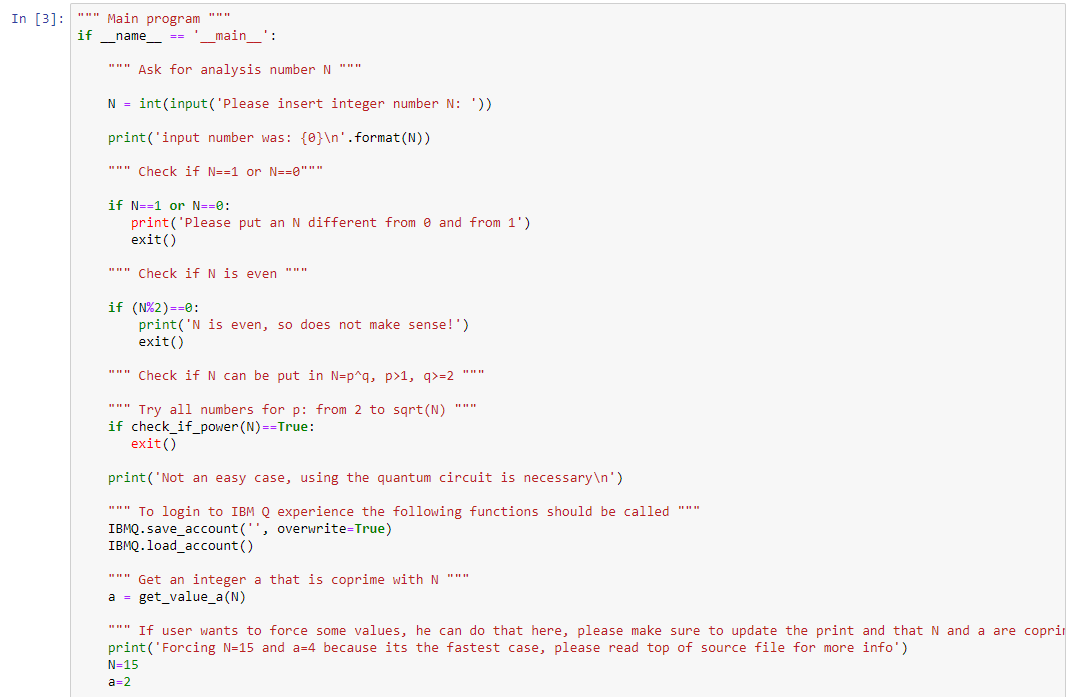 In [3]: """ Main program """
if __name__ == '__main__':
""" Ask for analysis number N """
N = int(input('Please insert integer number N: '))
print('input number was: {0}\n'.format(N))
""" Check if N==1 or N==0"""
if N==1 or N==0:
print('Please put an N different from 0 and from 1')
exit()
""" Check if N is even """
if (N%2)==0:
print('N is even, so does not make sense!')
exit()
""" Check if N can be put in N=p^q, p>1, q>=2 """
""" Try all numbers for p: from 2 to sqrt(N) """
if check_if_power(N)==True:
exit()
print('Not an easy case, using the quantum circuit is necessary\n')
""" To login to IBM Q experience the following functions should be called """
IBMQ.save_account('', overwrite=True)
IBMQ.load_account()
""" Get an integer a that is coprime with N """
a = get_value_a(N)
""" If user wants to force some values, he can do that here, please make sure to update the print and that N and a are
print('Forcing N=15 and a=4 because its the fastest case, please read top of source file for more info')
N=15
a=2